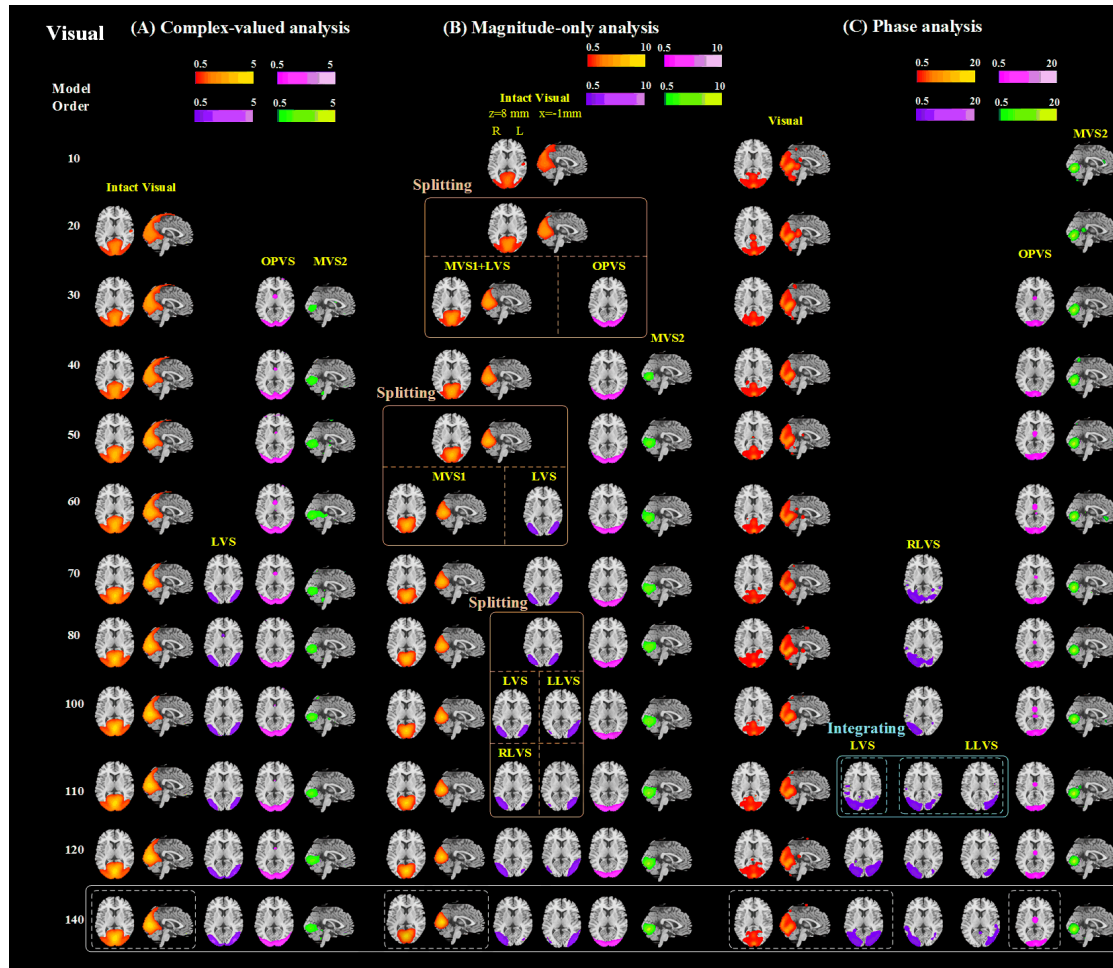 Visual
(A) Complex-valued analysis
(B) Magnitude-only analysis
(C) Phase analysis
0.5 5 0.5 5
0.5 5 0.5 5
0.5 10 0.5 10
0.5 10 0.5 10
0.5 20 0.5 20
0.5 20 0.5 20
Model
Order
Intact Visual
z=8 mm x=-1mm
R L
Visual
MVS2
10
Splitting
Intact Visual
20
OPVS MVS2
MVS1+LVS OPVS
OPVS
30
MVS2
40
Splitting
50
MVS1 LVS
60
LVS
RLVS
70
Splitting
80
LVS LLVS
100
Integrating
RLVS
LVS LLVS
110
120
140